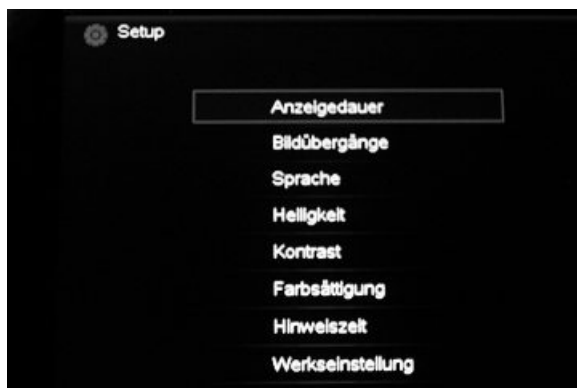 Setup
Anzeigedauer
Bildübergänge
Sprache
Helligkeit
Kontrast
Farbsättigung
Hinweiszeit
Werkseinstellung